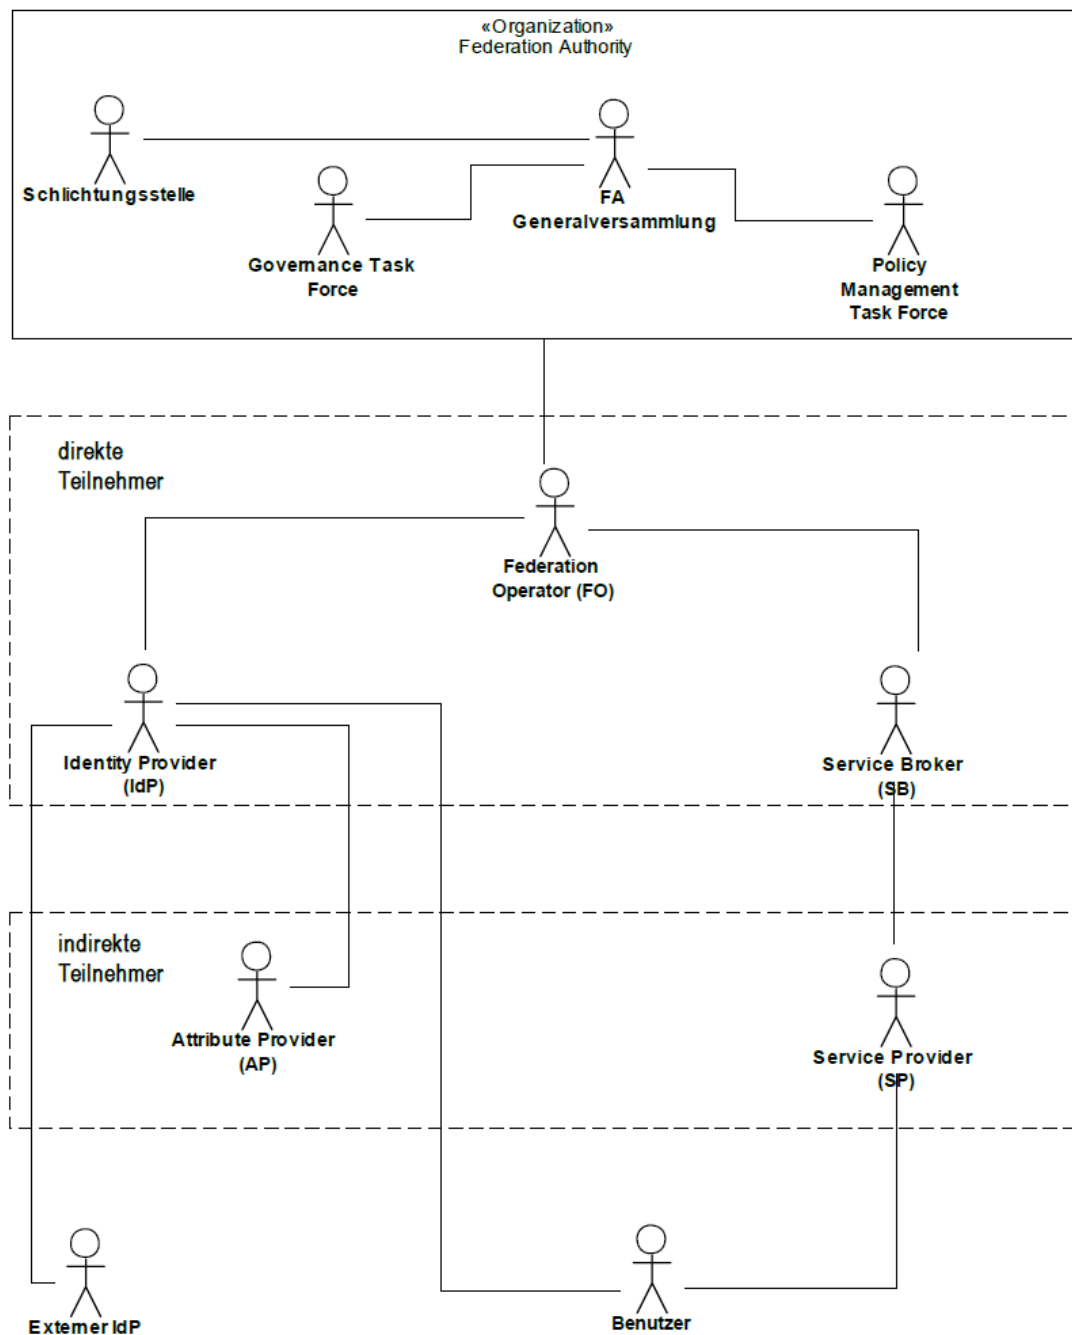 «Organization»
Federation Authority
Schlichtungsstelle
FA
Generalversammlung
Governance Task
Force
Policy
Management
Task Force
direkte
Teilnehmer
Federation
Operator (FO)
Identity Provider
(IdP)
Service Broker
(SB)
indirekte
Teilnehmer
Attribute Provider
(AP)
Service Provider
(SP)
Externer IdP
Benutzer